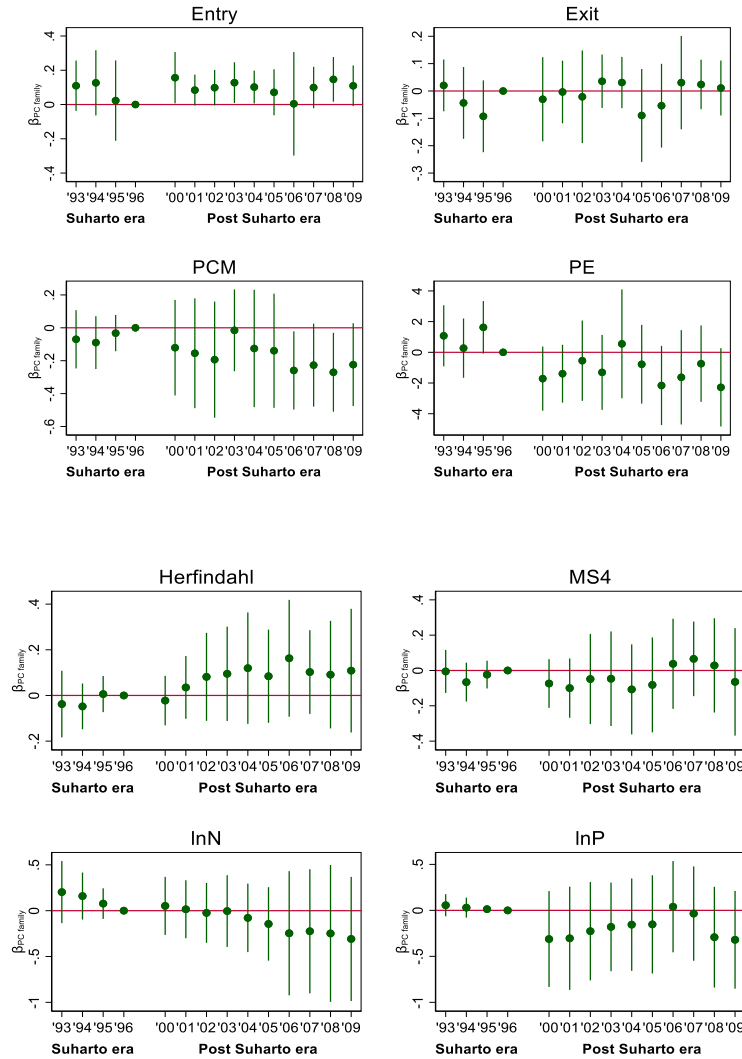 Entry Exit
.4 .2 0 -.2 -.4 .2 .1 0 -.1 -.2 -.3
βPC family βPC family
'93 '94 '95 '96 '00 '01 '02 '03 '04 '05 '06 '07 '08 '09 '93 '94 '95 '96 '00 '01 '02 '03 '04 '05 '06 '07 '08 '09
Suharto era Post Suharto era Suharto era Post Suharto era
PCM PE
.2 0 -.2 -.4 -.6 4 2 0 -2 -4
βPC family βPC family
'93 '94 '95 '96 '00 '01 '02 '03 '04 '05 '06 '07 '08 '09 '93 '94 '95 '96 '00 '01 '02 '03 '04 '05 '06 '07 '08 '09
Suharto era Post Suharto era Suharto era Post Suharto era
Herfindahl MS4
.4 .2 0 -.2 .4 .2 0 -.2 -.4
βPC family βPC family
'93 '94 '95 '96 '00 '01 '02 '03 '04 '05 '06 '07 '08 '09 '93 '94 '95 '96 '00 '01 '02 '03 '04 '05 '06 '07 '08 '09
Suharto era Post Suharto era Suharto era Post Suharto era
lnN lnP
.5 0 -.5 -1 .5 0 -.5 -1
βPC family βPC family
'93 '94 '95 '96 '00 '01 '02 '03 '04 '05 '06 '07 '08 '09 '93 '94 '95 '96 '00 '01 '02 '03 '04 '05 '06 '07 '08 '09
Suharto era Post Suharto era Suharto era Post Suharto era